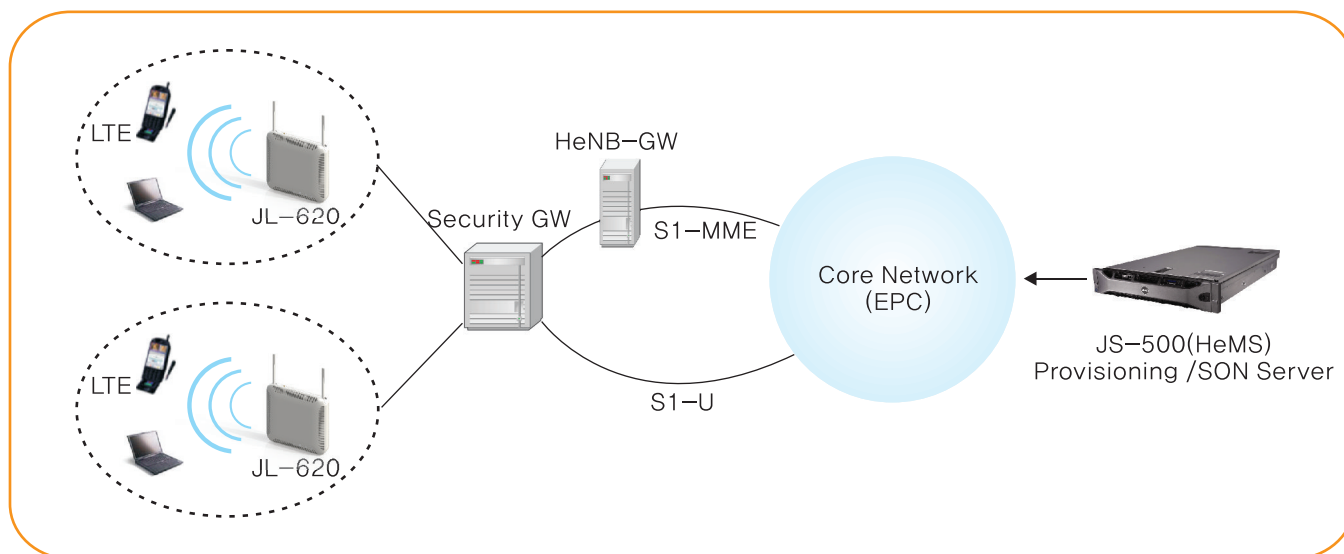 LTE
JL-620
HeNB-GW
Security GW
S1-MME
Core Network
(EPC)
JS-500(HeMS)
Provisioning /SON Server
LTE
JL-620
S1-U